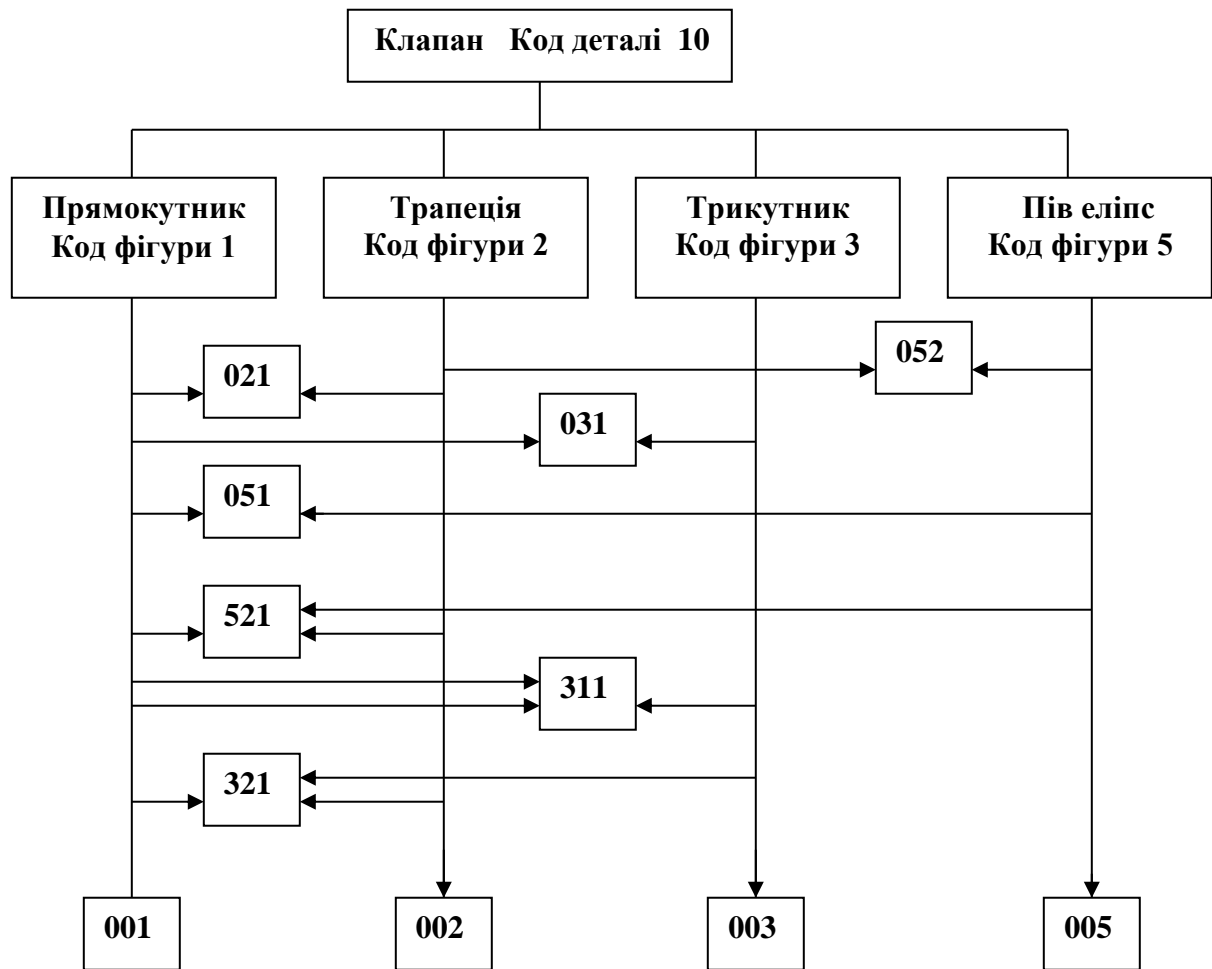 Клапан Код деталі 10
Прямокутник
Код фігури 1
Трапеція
Код фігури 2
Трикутник
Код фігури 3
Пів еліпс
Код фігури 5
052
021
031
051
521
311
321
001
002
003
005